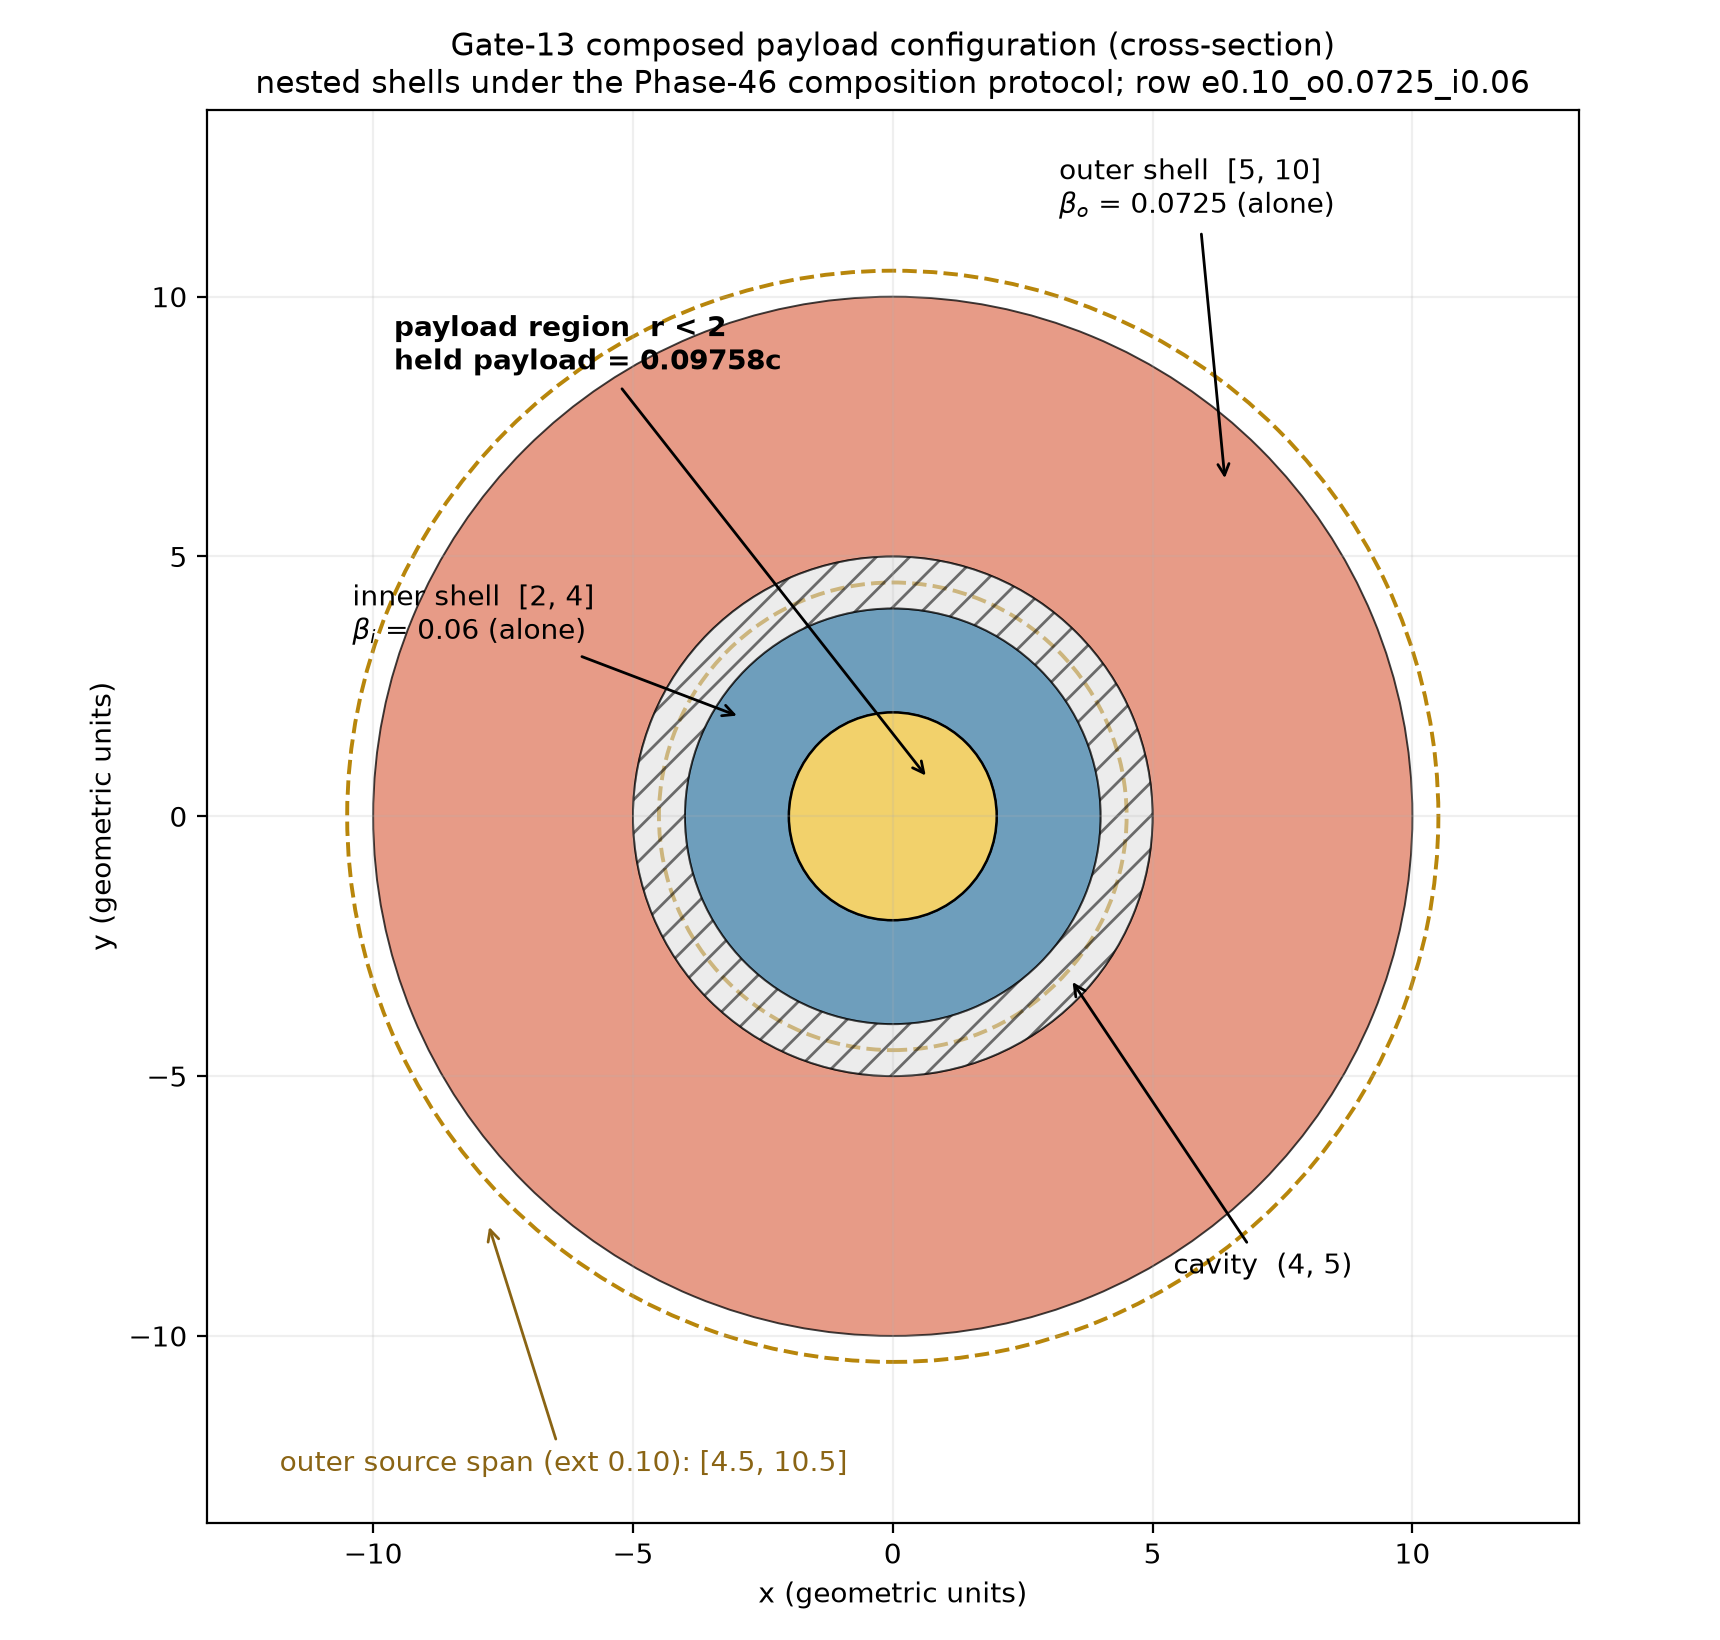 Gate-13 composed payload configuration (cross-section)
nested shells under the Phase-46 composition protocol; row e0.10_o0.0725_i0.06
outer shell  [5, 10]
βₒ = 0.0725 (alone)
payload region  r < 2
held payload = 0.09758c
inner shell  [2, 4]
βᵢ = 0.06 (alone)
cavity  (4, 5)
outer source span (ext 0.10): [4.5, 10.5]
10
5
0
−5
−10
y (geometric units)
−10
−5
0
5
10
x (geometric units)